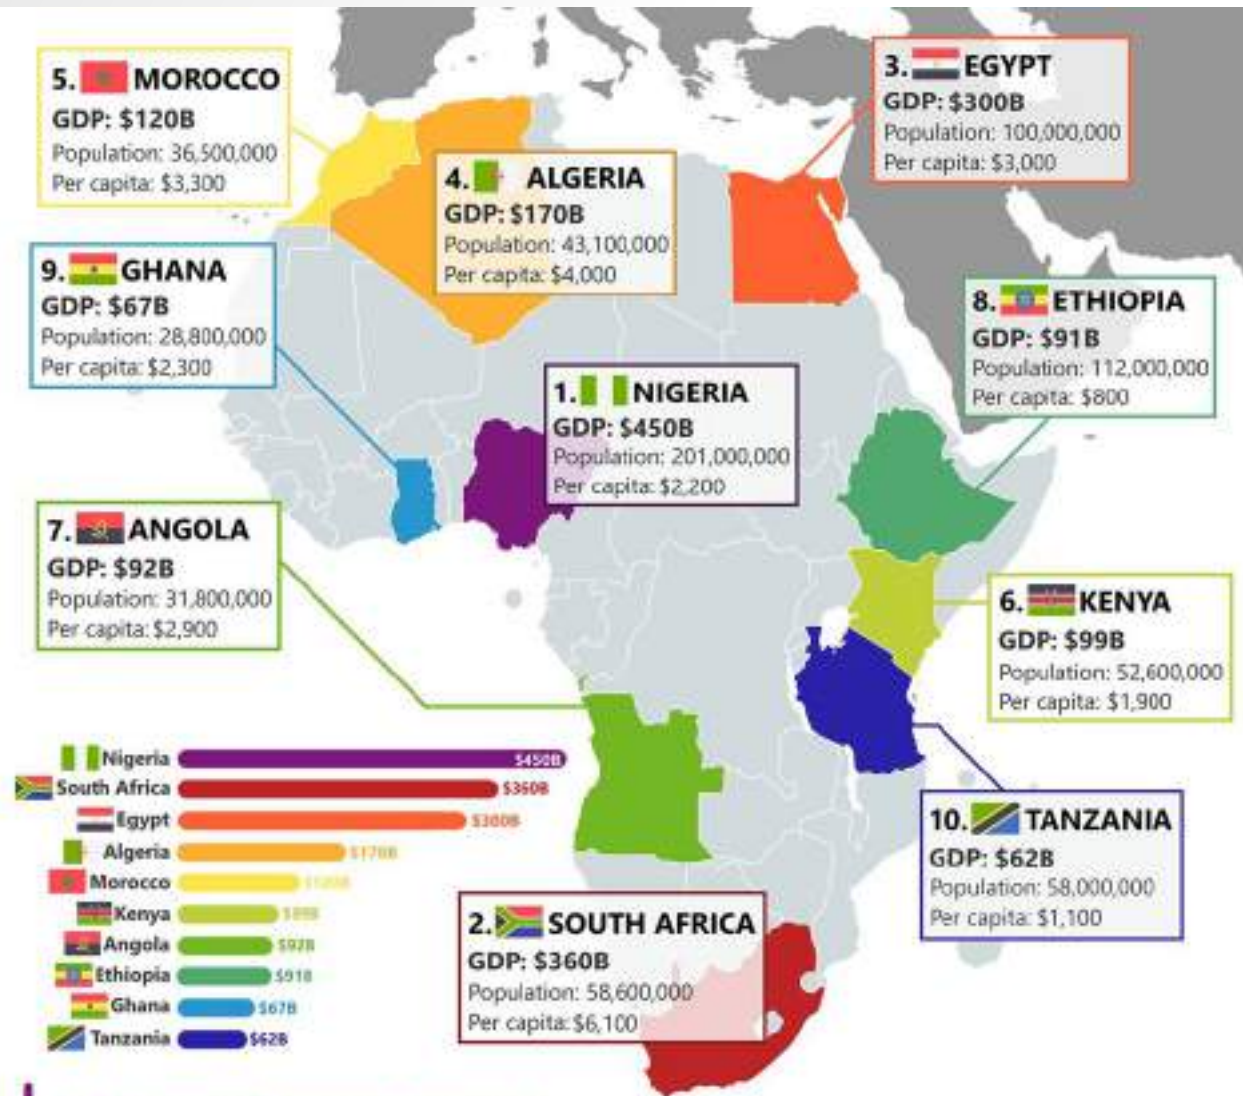 5. MOROCCO
GDP: $120B
Population: 36,500,000
Per capita: $3,300
3. EGYPT
GDP: $300B
Population: 100,000,000
Per capita: $3,000
4. ALGERIA
GDP: $170B
Population: 43,100,000
Per capita: $4,000
9. GHANA
GDP: $67B
Population: 28,800,000
Per capita: $2,300
8. ETHIOPIA
GDP: $91B
Population: 112,000,000
Per capita: $800
1. NIGERIA
GDP: $450B
Population: 201,000,000
Per capita: $2,200
7. ANGOLA
GDP: $92B
Population: 31,800,000
Per capita: $2,900
6. KENYA
GDP: $99B
Population: 52,600,000
Per capita: $1,900
10. TANZANIA
GDP: $62B
Population: 58,000,000
Per capita: $1,100
2. SOUTH AFRICA
GDP: $360B
Population: 58,600,000
Per capita: $6,100
Nigeria $450B
South Africa $360B
Egypt $300B
Algeria $170B
Morocco $120B
Kenya $99B
Angola $92B
Ethiopia $91B
Ghana $67B
Tanzania $62B